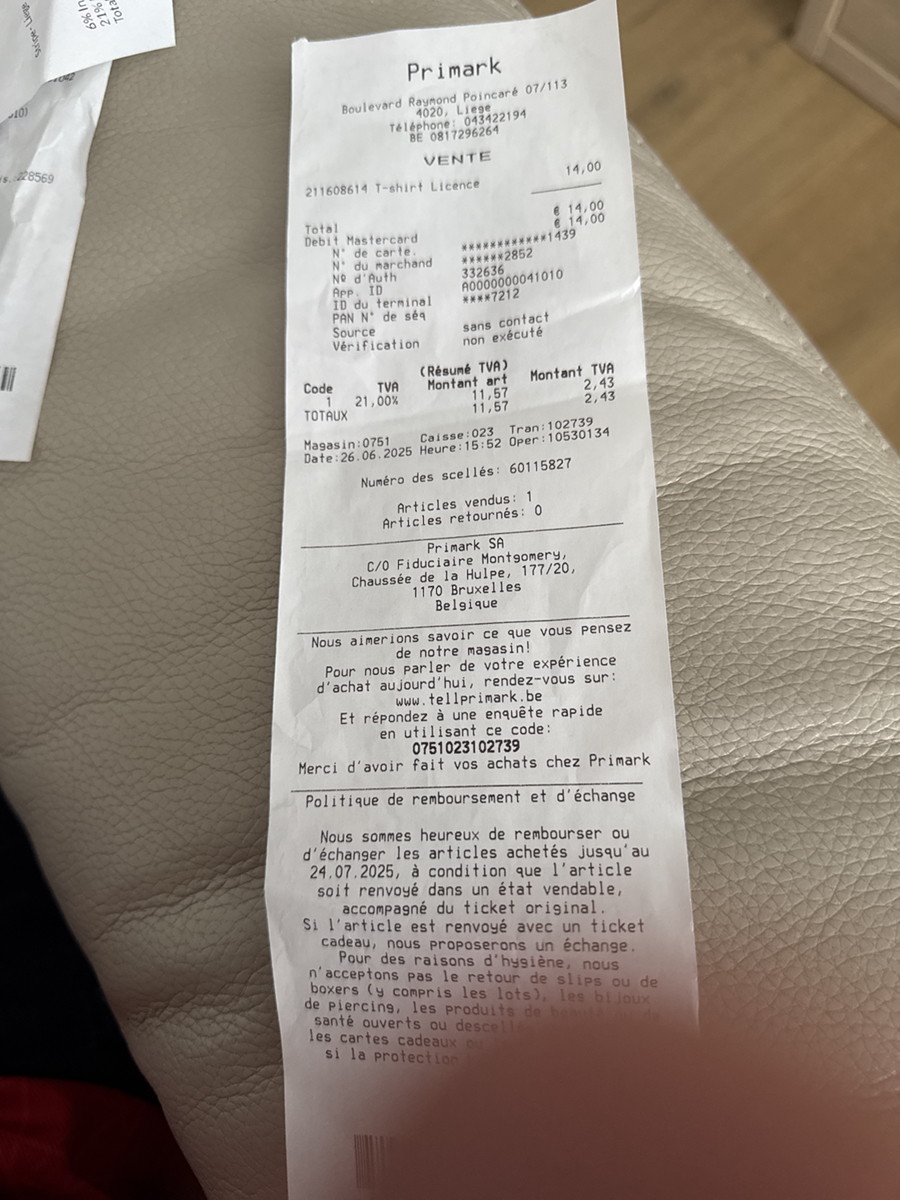 6% In
21%
Tota
28569
Primark
Boulevard Raymond Poincaré 07/113
4020, Liege
Téléphone: 043422194
BE 0817296264
VENTE
211608614 T-shirt Licence 14,00
Total € 14,00
Debit Mastercard € 14,00
N° de carte. ************1439
N° du marchand ******2852
Nº d'Auth 332636
App. ID A0000000041010
ID du terminal ****7212
PAN N° de séq
Source sans contact
Vérification non exécuté
(Résumé TVA)
Code TVA Montant art Montant TVA
1 21,00% 11,57 2,43
TOTAUX 11,57 2,43
Magasin:0751 Caisse:023 Tran:102739
Date:26.06.2025 Heure:15:52 Oper:10530134
Numéro des scellés: 60115827
Articles vendus: 1
Articles retournés: 0
Primark SA
C/O Fiduciaire Montgomery,
Chaussée de la Hulpe, 177/20,
1170 Bruxelles
Belgique
Nous aimerions savoir ce que vous pensez
de notre magasin!
Pour nous parler de votre expérience
d'achat aujourd'hui, rendez-vous sur:
www.tellprimark.be
Et répondez à une enquête rapide
en utilisant ce code:
0751023102739
Merci d'avoir fait vos achats chez Primark
Politique de remboursement et d'échange
Nous sommes heureux de rembourser ou
d'échanger les articles achetés jusqu'au
24.07.2025, à condition que l'article
soit renvoyé dans un état vendable,
accompagné du ticket original.
Si l'article est renvoyé avec un ticket
cadeau, nous proposerons un échange.
Pour des raisons d'hygiène, nous
n'acceptons pas le retour de slips ou de
boxers (y compris les lots), les bijoux
de piercing, les produits de
santé ouverts ou
les cartes cadeaux
si la protection